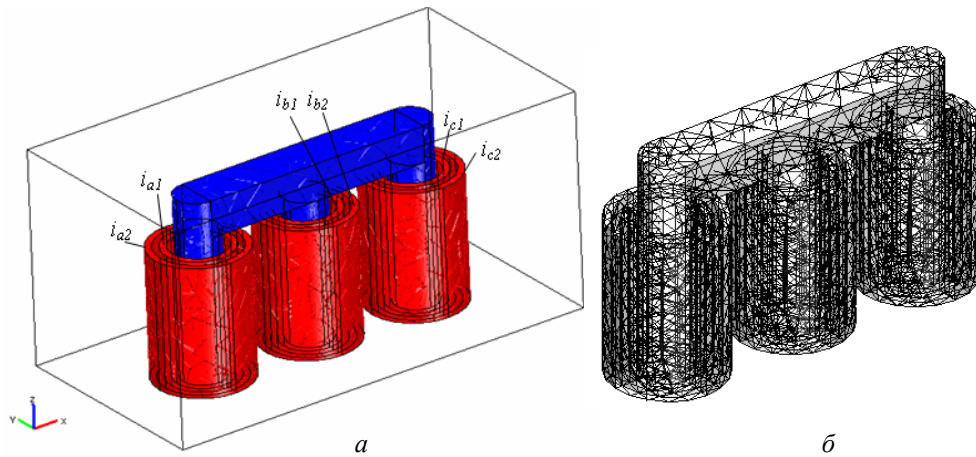 i_b1 i_b2
i_c1
i_c2
i_a1
i_a2
z
y x
а б